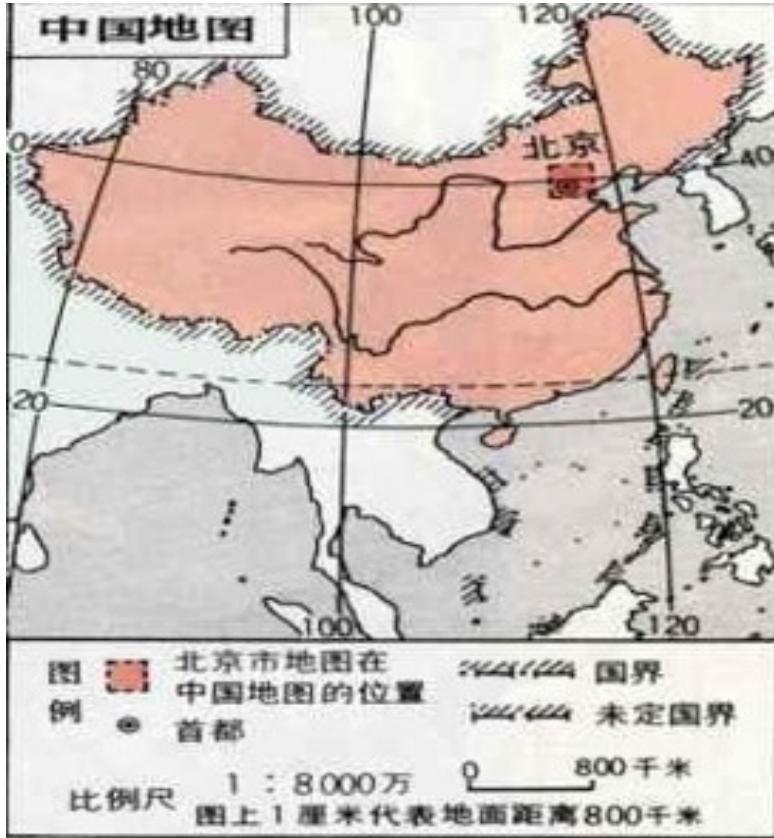 中国地图
100
120
80
北京
0
40
20
20
100
120
图例
北京市地图在
中国地图的位置
首都
国界
未定国界
比例尺
1:8000万
0
800千米
图上1厘米代表地面距离800千米